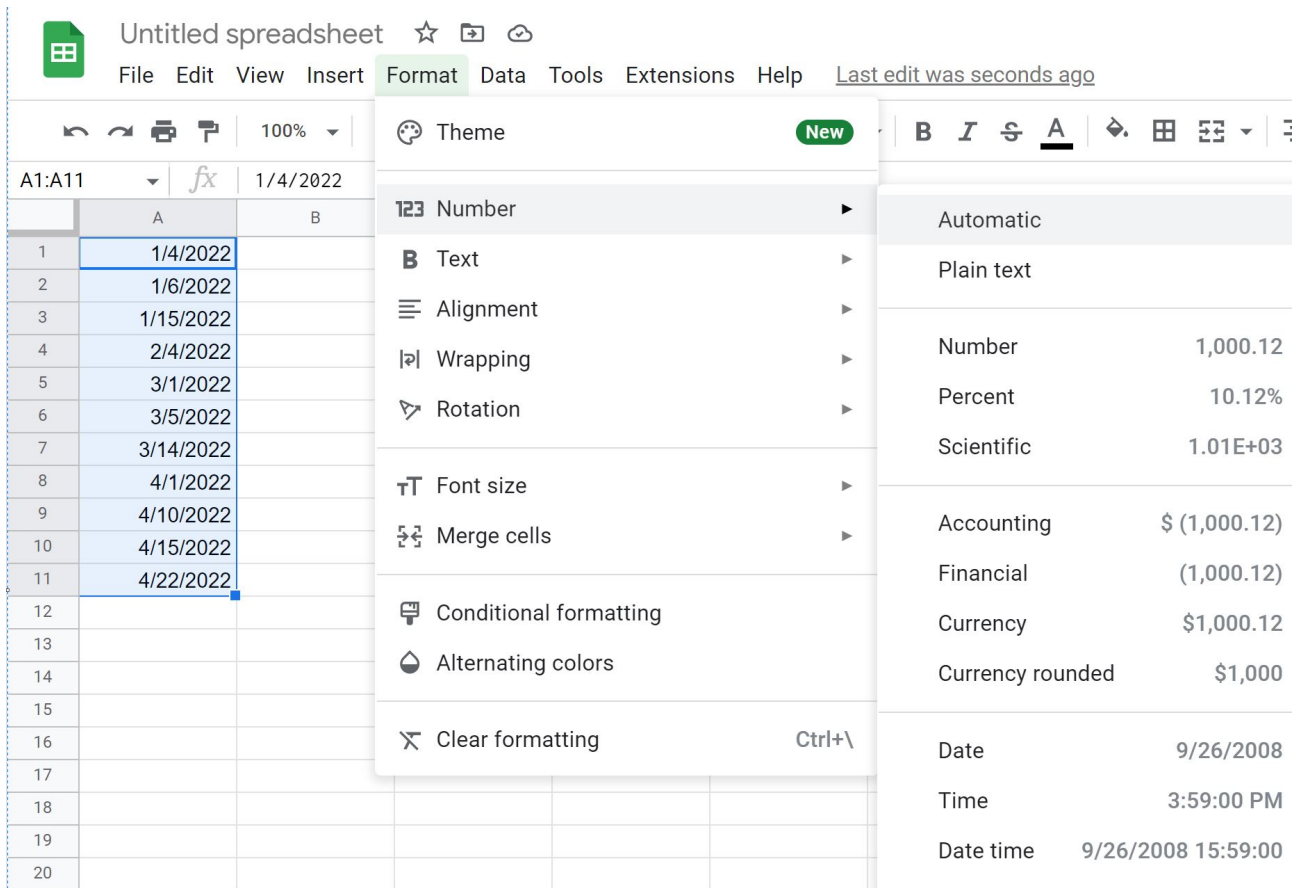 Untitled spreadsheet
File Edit View Insert Format Data Tools Extensions Help Last edit was seconds ago
100% B I S A
A1:A11 fx 1/4/2022
A B
1 1/4/2022
2 1/6/2022
3 1/15/2022
4 2/4/2022
5 3/1/2022
6 3/5/2022
7 3/14/2022
8 4/1/2022
9 4/10/2022
10 4/15/2022
11 4/22/2022
12
13
14
15
16
17
18
19
20
Theme New
123 Number
B Text
Alignment
Wrapping
Rotation
Font size
Merge cells
Conditional formatting
Alternating colors
Clear formatting Ctrl+\
Automatic
Plain text
Number 1,000.12
Percent 10.12%
Scientific 1.01E+03
Accounting $ (1,000.12)
Financial (1,000.12)
Currency $1,000.12
Currency rounded $1,000
Date 9/26/2008
Time 3:59:00 PM
Date time 9/26/2008 15:59:00